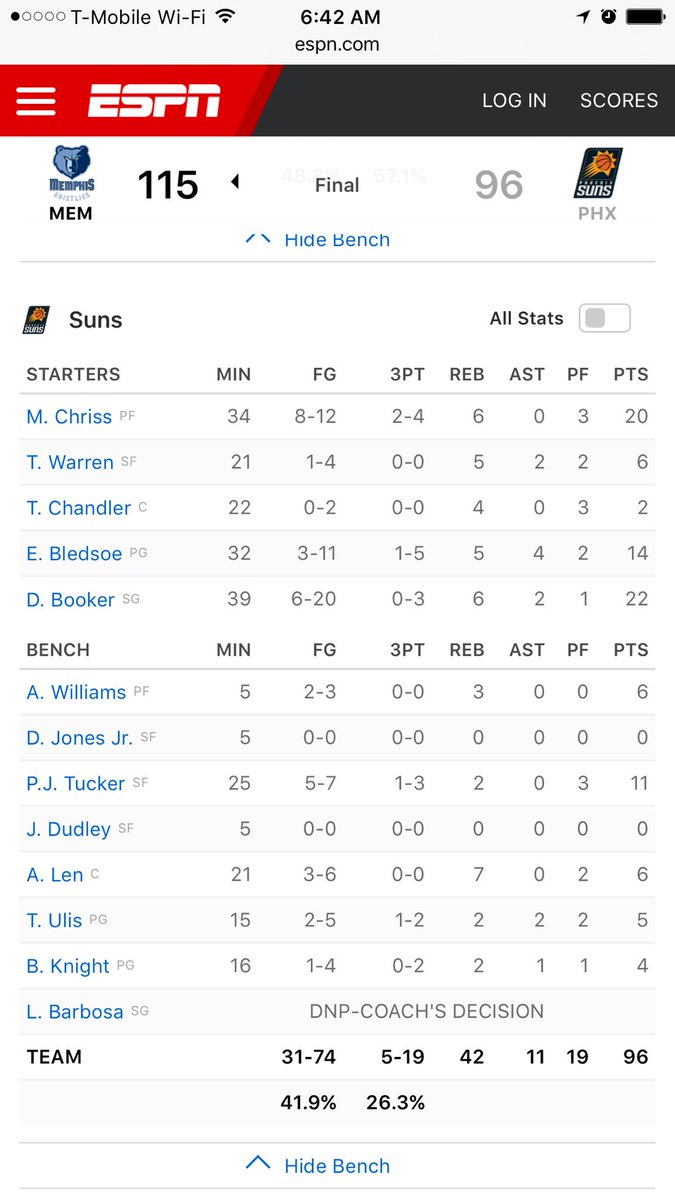 T-Mobile Wi-Fi 6:42 AM
espn.com
ESPN LOG IN SCORES
MEMPHIS GRIZZLIES 115 48.8% Final 57.1% 96 PHOENIX SUNS
MEM PHX
Hide Bench
SUNS Suns All Stats
STARTERS MIN FG 3PT REB AST PF PTS
M. Chriss PF 34 8-12 2-4 6 0 3 20
T. Warren SF 21 1-4 0-0 5 2 2 6
T. Chandler C 22 0-2 0-0 4 0 3 2
E. Bledsoe PG 32 3-11 1-5 5 4 2 14
D. Booker SG 39 6-20 0-3 6 2 1 22
BENCH MIN FG 3PT REB AST PF PTS
A. Williams PF 5 2-3 0-0 3 0 0 6
D. Jones Jr. SF 5 0-0 0-0 0 0 0 0
P.J. Tucker SF 25 5-7 1-3 2 0 3 11
J. Dudley SF 5 0-0 0-0 0 0 0 0
A. Len C 21 3-6 0-0 7 0 2 6
T. Ulis PG 15 2-5 1-2 2 2 2 5
B. Knight PG 16 1-4 0-2 2 1 1 4
L. Barbosa SG DNP-COACH'S DECISION
TEAM 31-74 5-19 42 11 19 96
41.9% 26.3%
Hide Bench